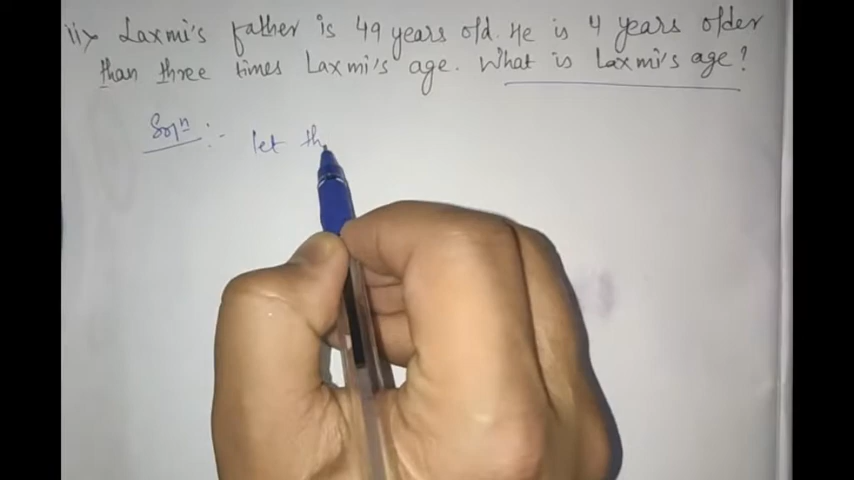 ii> Laxmi's father is 49 years old. He is 4 years older
than three times Laxmi's age. What is Laxmi's age?
Solⁿ :- let th